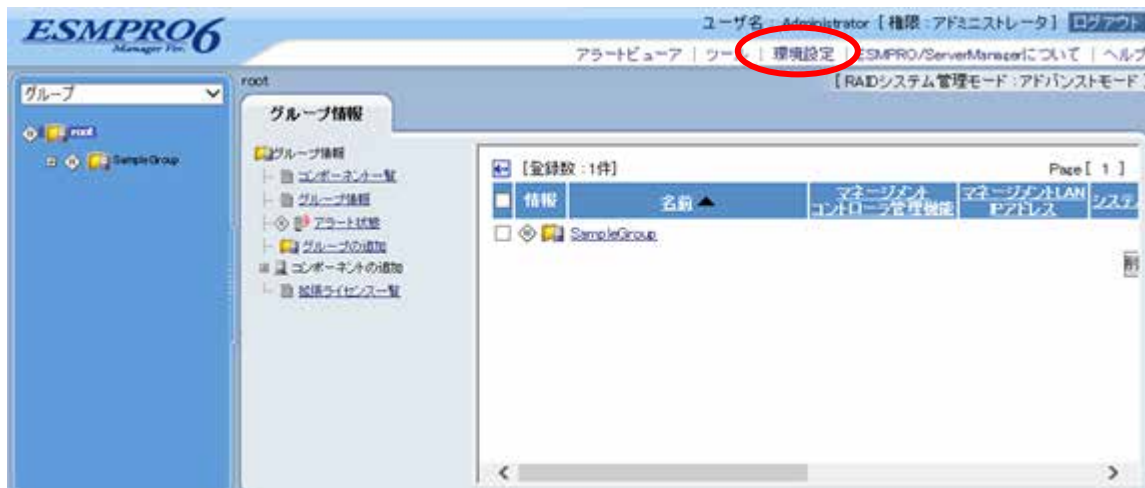 ESMPRO6
Manager Ver.
ユーザ名 : Administrator [ 権限 : アドミニストレータ ] ログアウト
アラートビューア | ツール | 環境設定 | ESMPRO/ServerManagerについて | ヘルプ
グループ
root
SampleGroup
root
[ RAIDシステム管理モード : アドバンストモード ]
グループ情報
グループ情報
コンポーネント一覧
グループ情報
アラート状態
グループの追加
コンポーネントの追加
拡張ライセンス一覧
[登録数 : 1件]
Page [ 1 ]
情報
名前 ▲
マネージメント
コントローラ管理機能
マネージメントLAN
IPアドレス
システ
SampleGroup
削